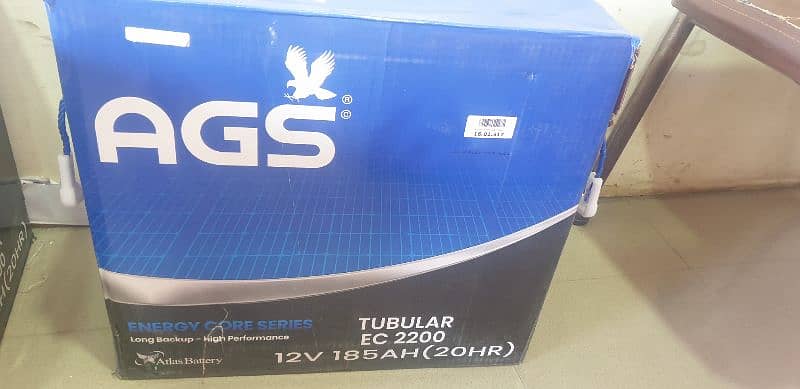 AGS
®
©
ENERGY CORE SERIES
Long Backup - High Performance
Atlas Battery
TUBULAR
EC 2200
12V 185AH(20HR)